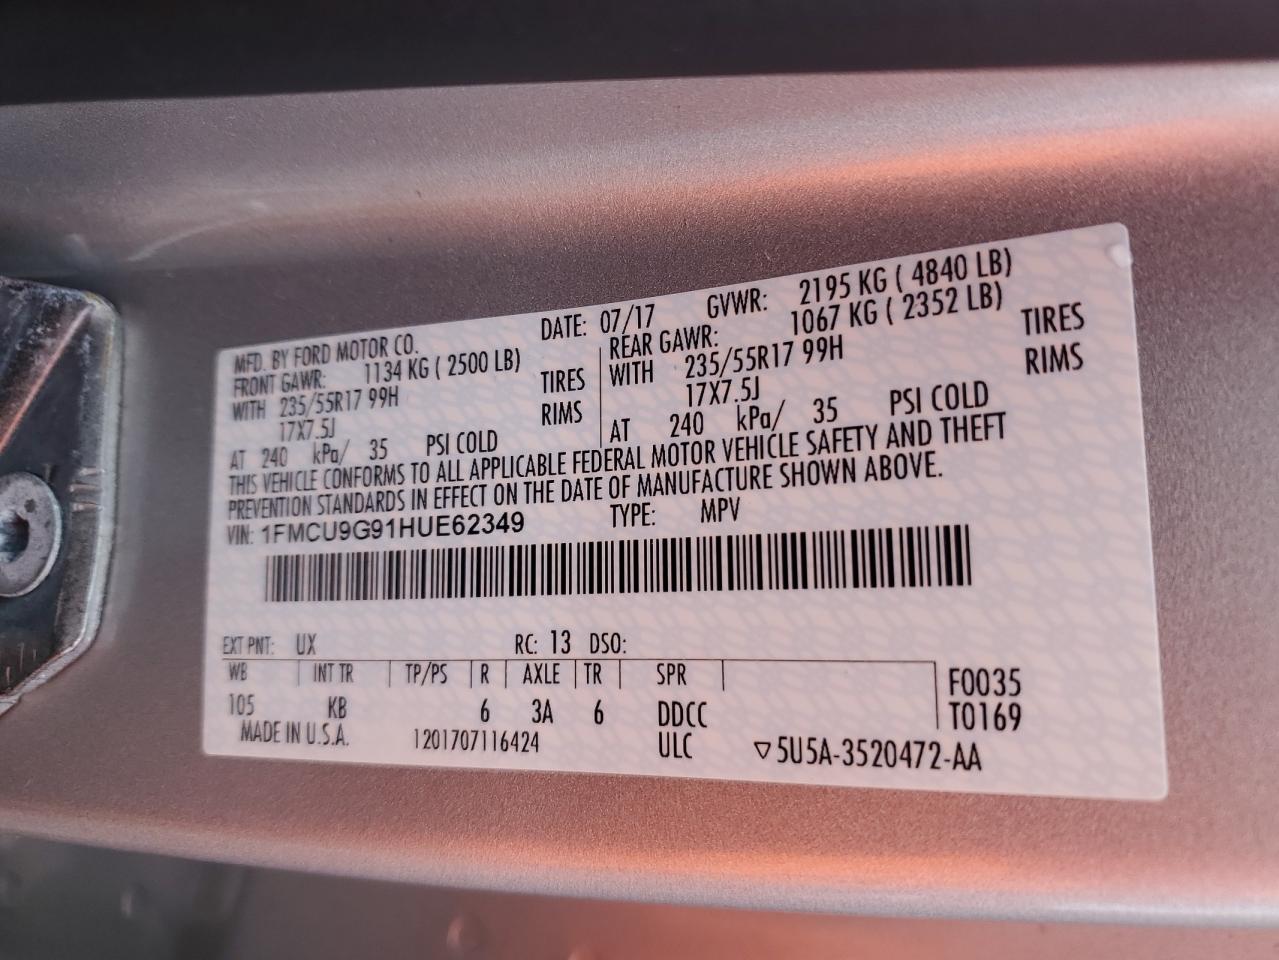 MFD. BY FORD MOTOR CO. DATE: 07/17 GVWR: 2195 KG ( 4840 LB)
FRONT GAWR: 1134 KG ( 2500 LB) REAR GAWR: 1067 KG ( 2352 LB)
WITH 235/55R17 99H TIRES WITH 235/55R17 99H TIRES
17X7.5J RIMS 17X7.5J RIMS
AT 240 kPa/ 35 PSI COLD AT 240 kPa/ 35 PSI COLD
THIS VEHICLE CONFORMS TO ALL APPLICABLE FEDERAL MOTOR VEHICLE SAFETY AND THEFT
PREVENTION STANDARDS IN EFFECT ON THE DATE OF MANUFACTURE SHOWN ABOVE.
VIN: 1FMCU9G91HUE62349 TYPE: MPV
EXT PNT: UX RC: 13 DSO:
WB INT TR TP/PS R AXLE TR SPR F0035
105 KB 6 3A 6 DDCC T0169
MADE IN U.S.A. 1201707116424 ULC ▽5U5A-3520472-AA